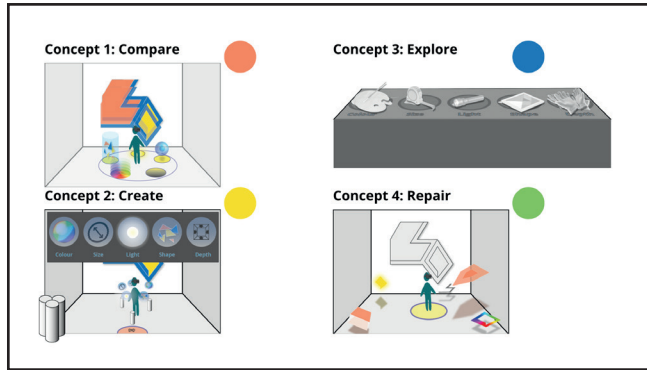 Concept 1: Compare
Concept 3: Explore
Concept 2: Create
Colour Size Light Shape Depth
Concept 4: Repair